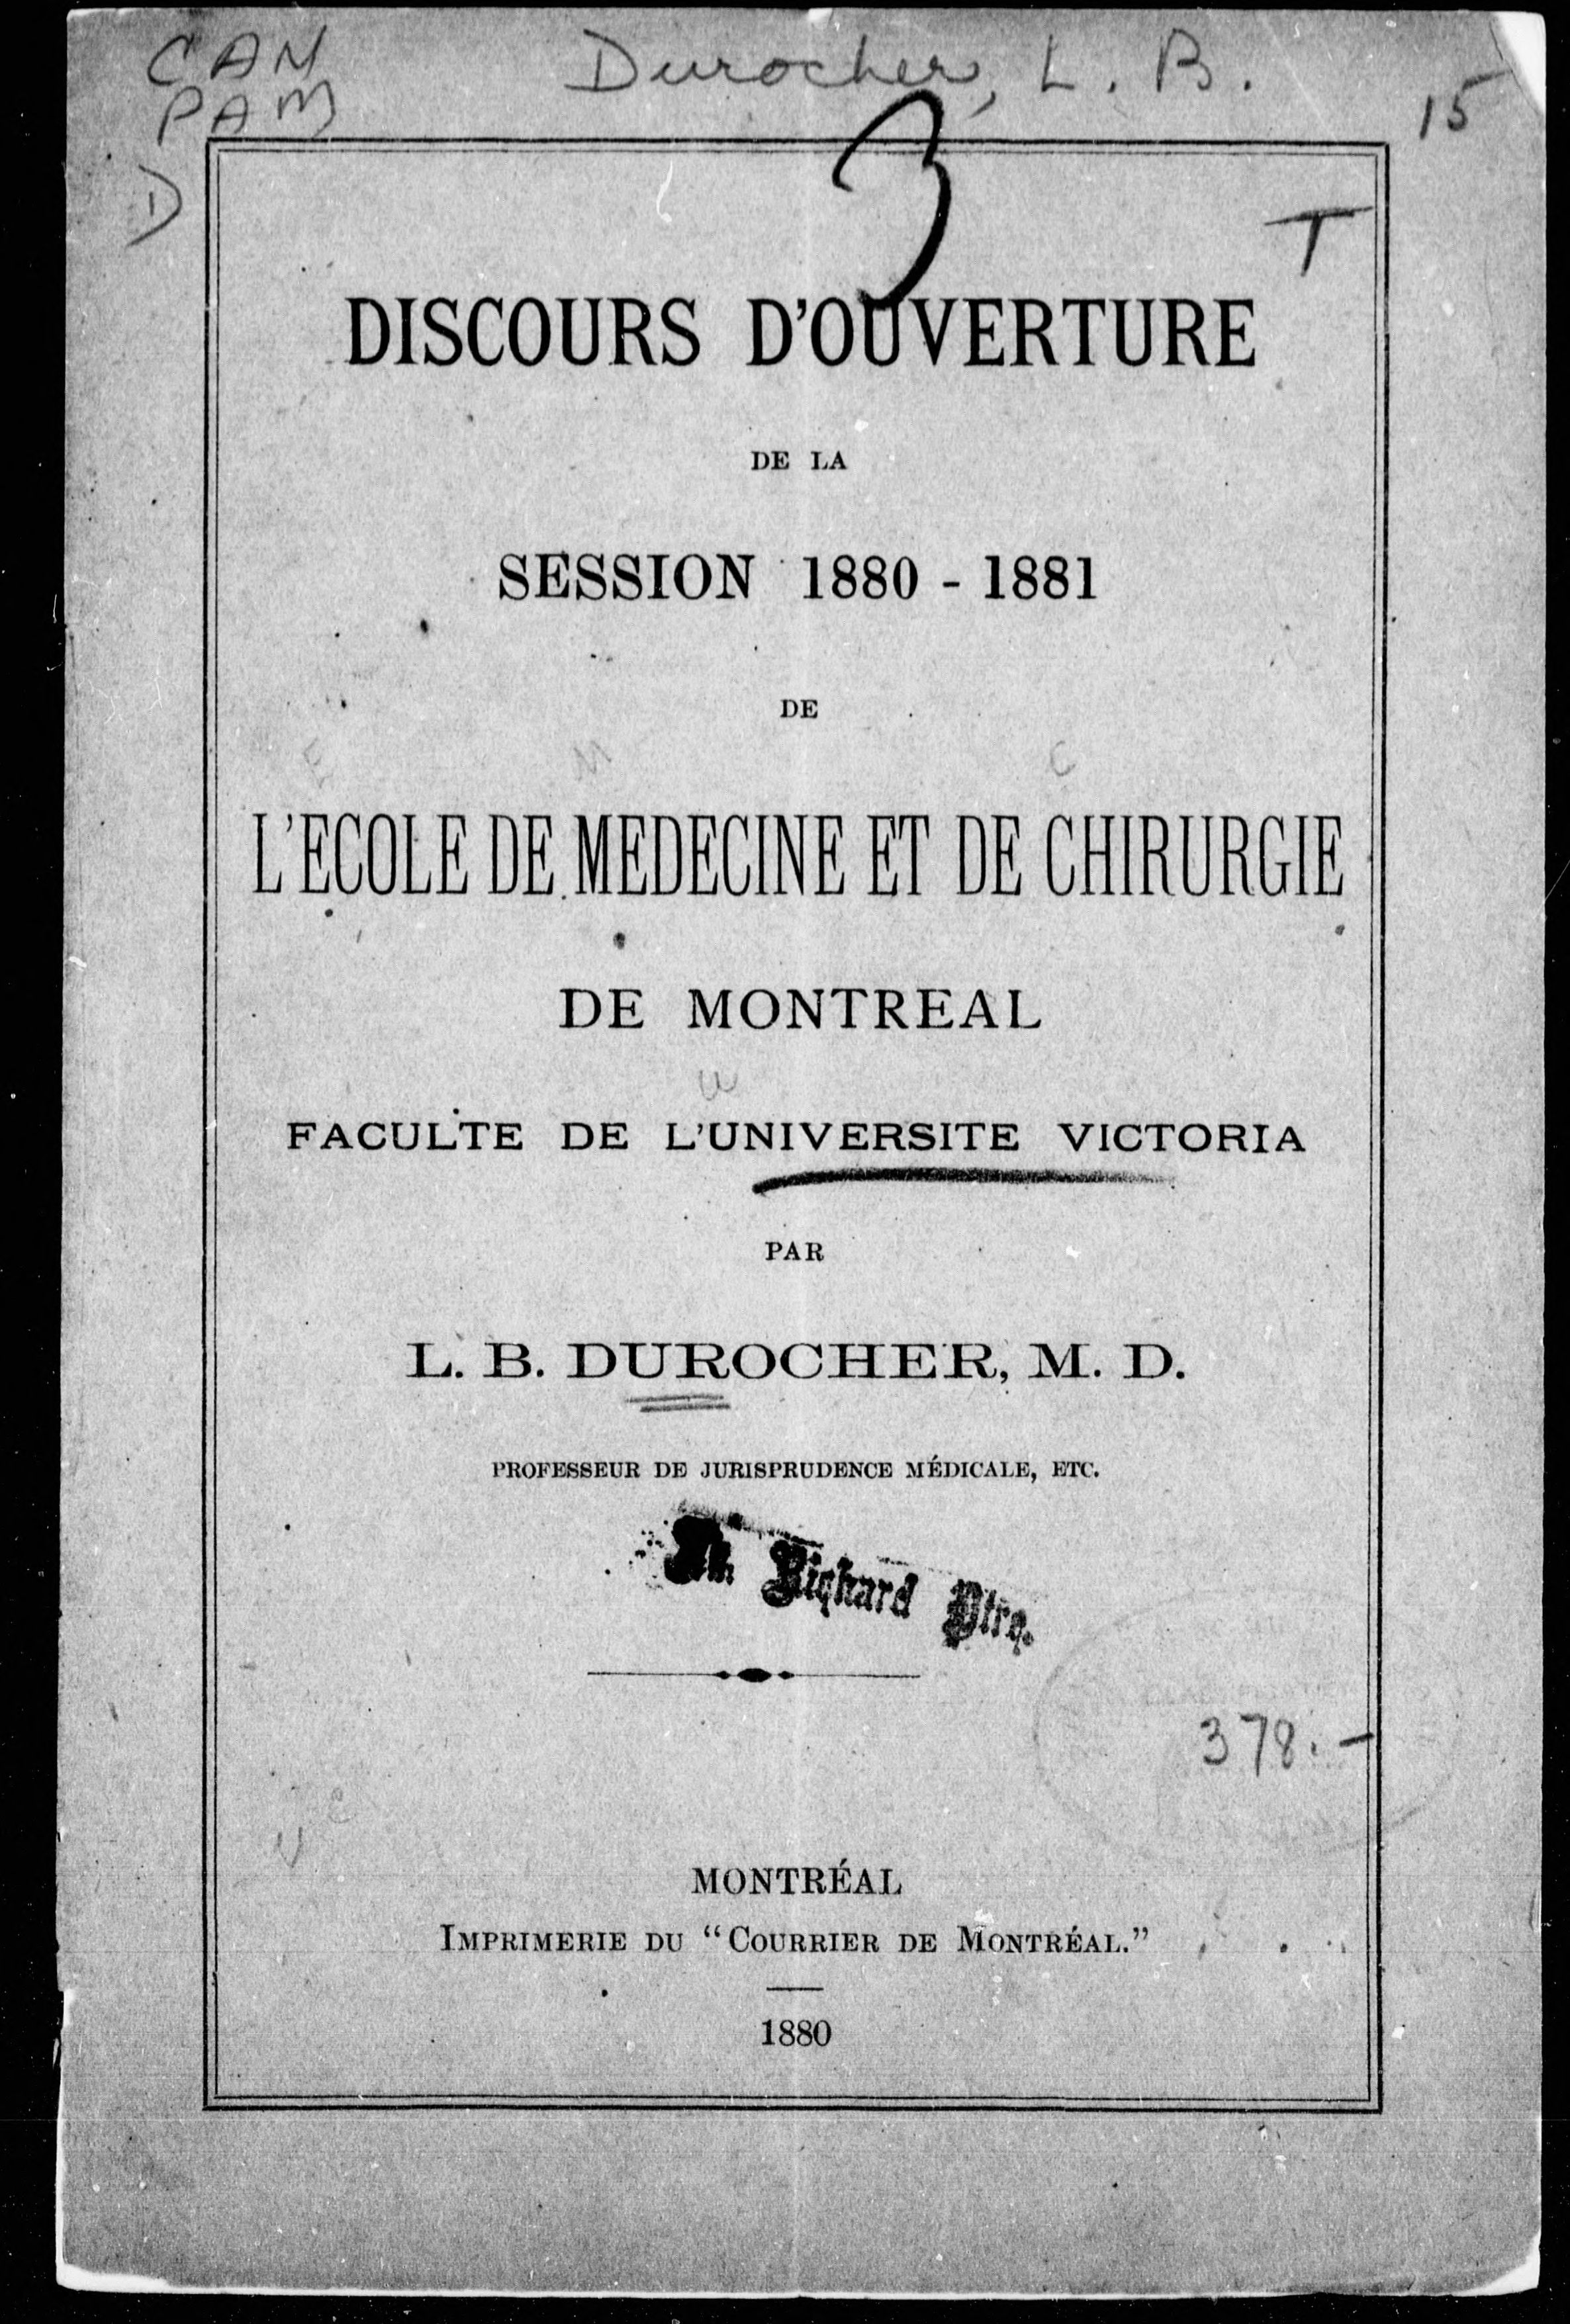 CAN
PAM
D
Durocher, L. B.
15
3
T
DISCOURS D'OUVERTURE
DE LA
SESSION 1880 - 1881
DE
E M C
L'ECOLE DE MEDECINE ET DE CHIRURGIE
DE MONTREAL
U
FACULTE DE L'UNIVERSITE VICTORIA
PAR
L. B. DUROCHER, M. D.
PROFESSEUR DE JURISPRUDENCE MÉDICALE, ETC.
Richard Ptre.
378.-
MONTRÉAL
IMPRIMERIE DU “COURRIER DE MONTRÉAL.”
1880